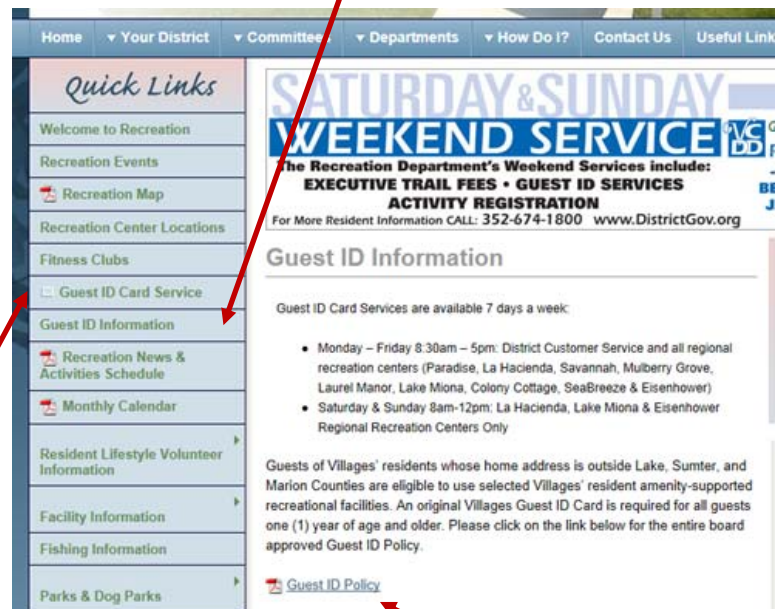 Home ▾ Your District ▾ Committees ▾ Departments ▾ How Do I? Contact Us Useful Link
Quick Links
Welcome to Recreation
Recreation Events
Recreation Map
Recreation Center Locations
Fitness Clubs
Guest ID Card Service
Guest ID Information
Recreation News &
Activities Schedule
Monthly Calendar
Resident Lifestyle Volunteer
Information
Facility Information
Fishing Information
Parks & Dog Parks
SATURDAY & SUNDAY
WEEKEND SERVICE
VC
DD
The Recreation Department's Weekend Services include:
EXECUTIVE TRAIL FEES • GUEST ID SERVICES
ACTIVITY REGISTRATION
For More Resident Information CALL: 352-674-1800 www.DistrictGov.org
Guest ID Information
Guest ID Card Services are available 7 days a week:
• Monday – Friday 8:30am – 5pm: District Customer Service and all regional
recreation centers (Paradise, La Hacienda, Savannah, Mulberry Grove,
Laurel Manor, Lake Miona, Colony Cottage, SeaBreeze & Eisenhower)
• Saturday & Sunday 8am-12pm: La Hacienda, Lake Miona & Eisenhower
Regional Recreation Centers Only
Guests of Villages' residents whose home address is outside Lake, Sumter, and
Marion Counties are eligible to use selected Villages' resident amenity-supported
recreational facilities. An original Villages Guest ID Card is required for all guests
one (1) year of age and older. Please click on the link below for the entire board
approved Guest ID Policy.
Guest ID Policy